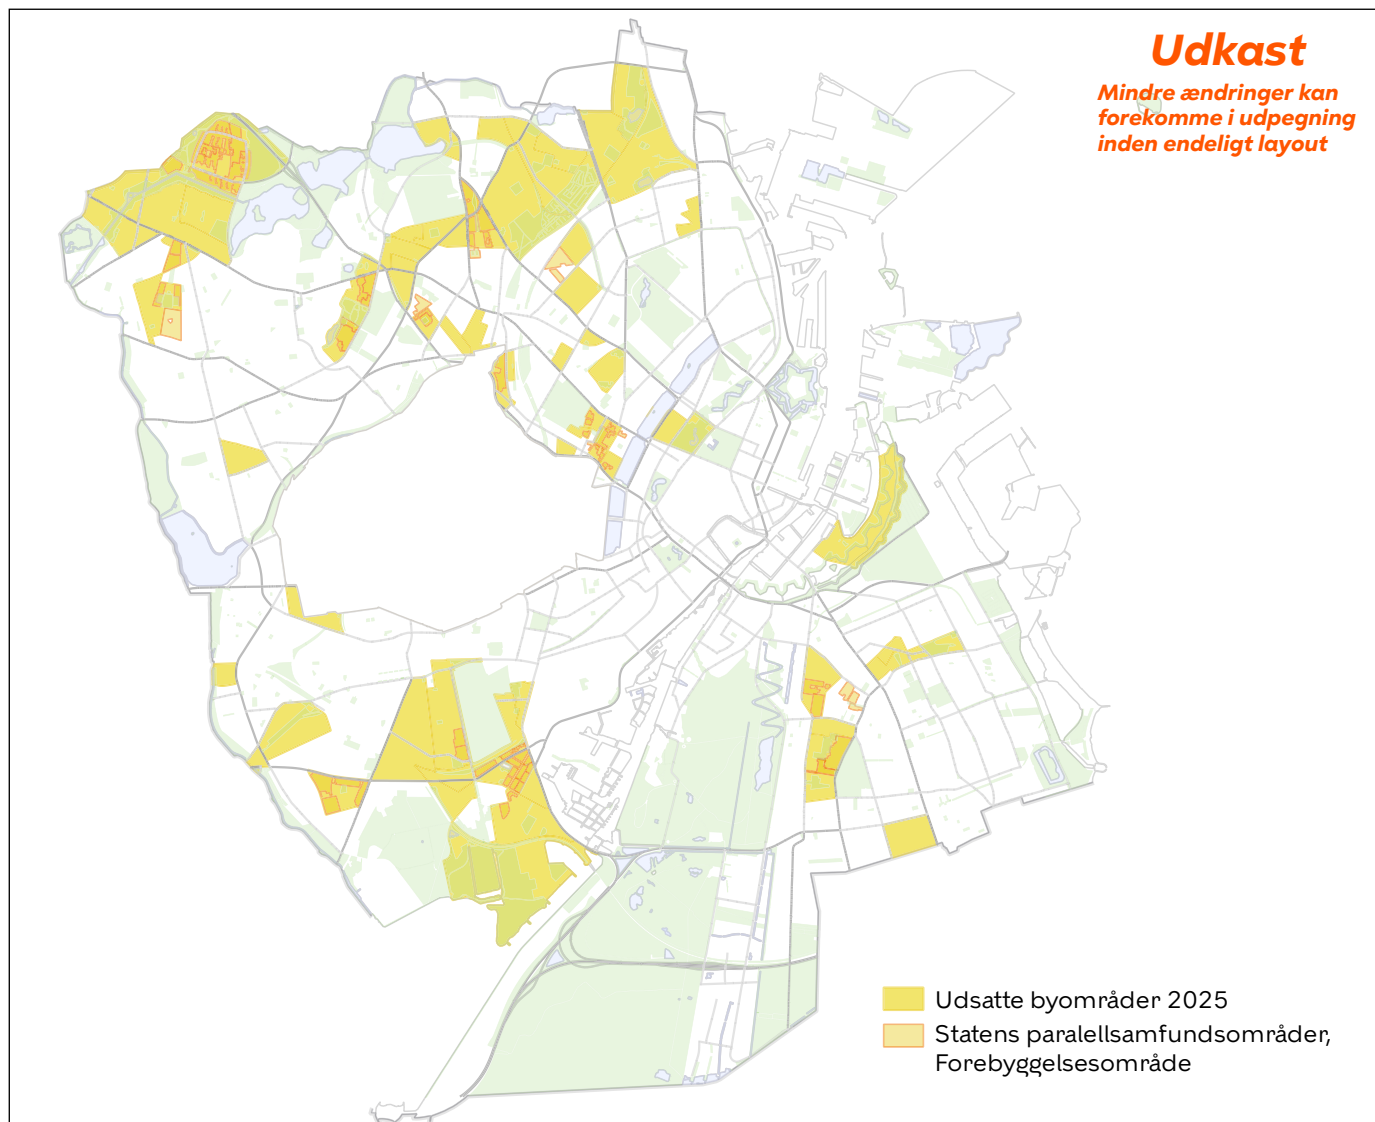 Udkast
Mindre ændringer kan
forekomme i udpegning
inden endeligt layout
Udsatte byområder 2025
Statens paralellsamfundsområder,
Forebyggelsesområde